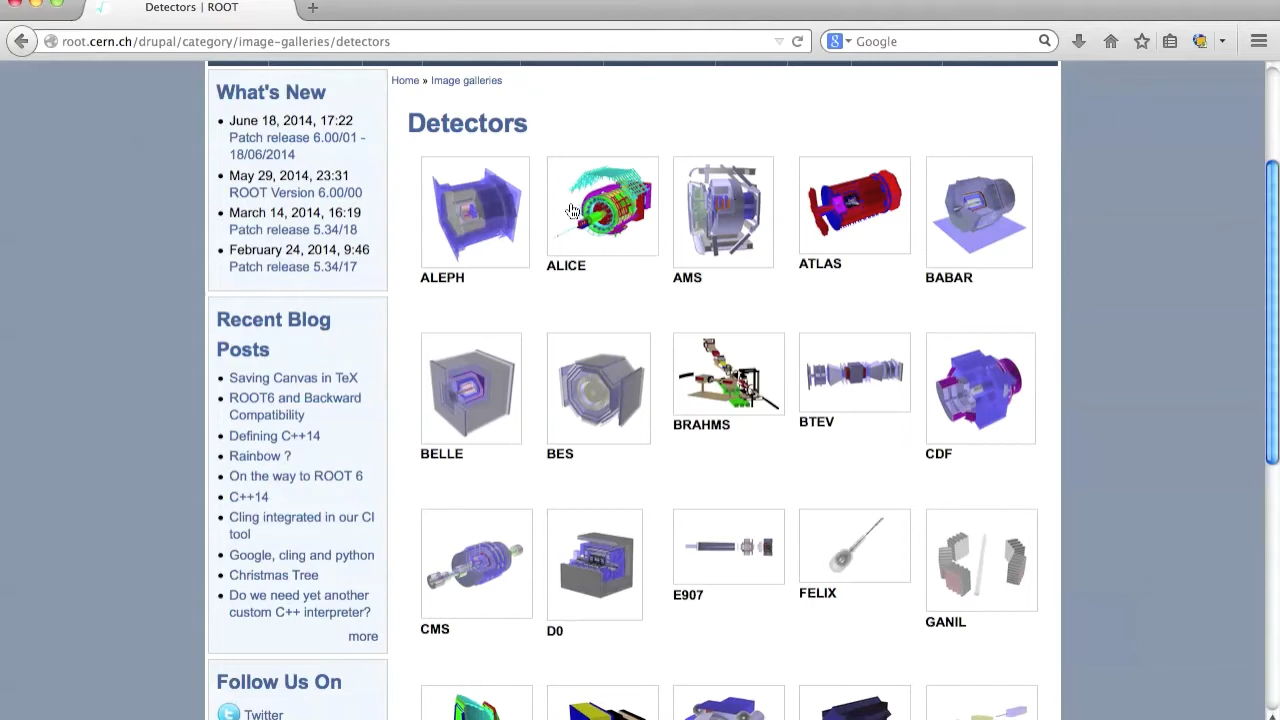 Detectors | ROOT
root.cern.ch/drupal/category/image-galleries/detectors
Google
What's New
June 18, 2014, 17:22
Patch release 6.00/01 -
18/06/2014
May 29, 2014, 23:31
ROOT Version 6.00/00
March 14, 2014, 16:19
Patch release 5.34/18
February 24, 2014, 9:46
Patch release 5.34/17
Recent Blog
Posts
Saving Canvas in TeX
ROOT6 and Backward
Compatibility
Defining C++14
Rainbow ?
On the way to ROOT 6
C++14
Cling integrated in our CI
tool
Google, cling and python
Christmas Tree
Do we need yet another
custom C++ interpreter?
more
Follow Us On
Twitter
Home » Image galleries
Detectors
ALEPH
ALICE
AMS
ATLAS
BABAR
BELLE
BES
BRAHMS
BTEV
CDF
CMS
D0
E907
FELIX
GANIL